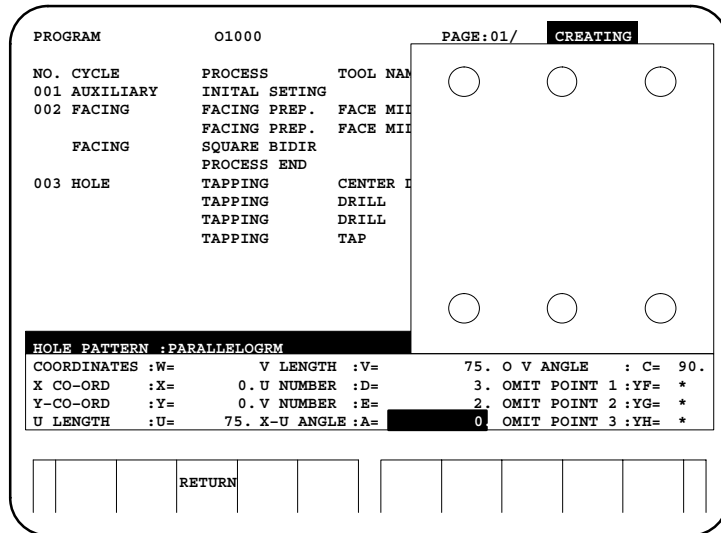 PROGRAM O1000 PAGE:01/ CREATING
NO. CYCLE PROCESS TOOL NAM
001 AUXILIARY INITAL SETING
002 FACING FACING PREP. FACE MIL
FACING PREP. FACE MIL
FACING SQUARE BIDIR
PROCESS END
003 HOLE TAPPING CENTER D
TAPPING DRILL
TAPPING DRILL
TAPPING TAP
HOLE PATTERN :PARALLELOGRM
COORDINATES :W= V LENGTH :V= 75. O V ANGLE : C= 90.
X CO-ORD :X= 0. U NUMBER :D= 3. OMIT POINT 1 :YF= *
Y-CO-ORD :Y= 0. V NUMBER :E= 2. OMIT POINT 2 :YG= *
U LENGTH :U= 75. X-U ANGLE :A= 0. OMIT POINT 3 :YH= *
RETURN